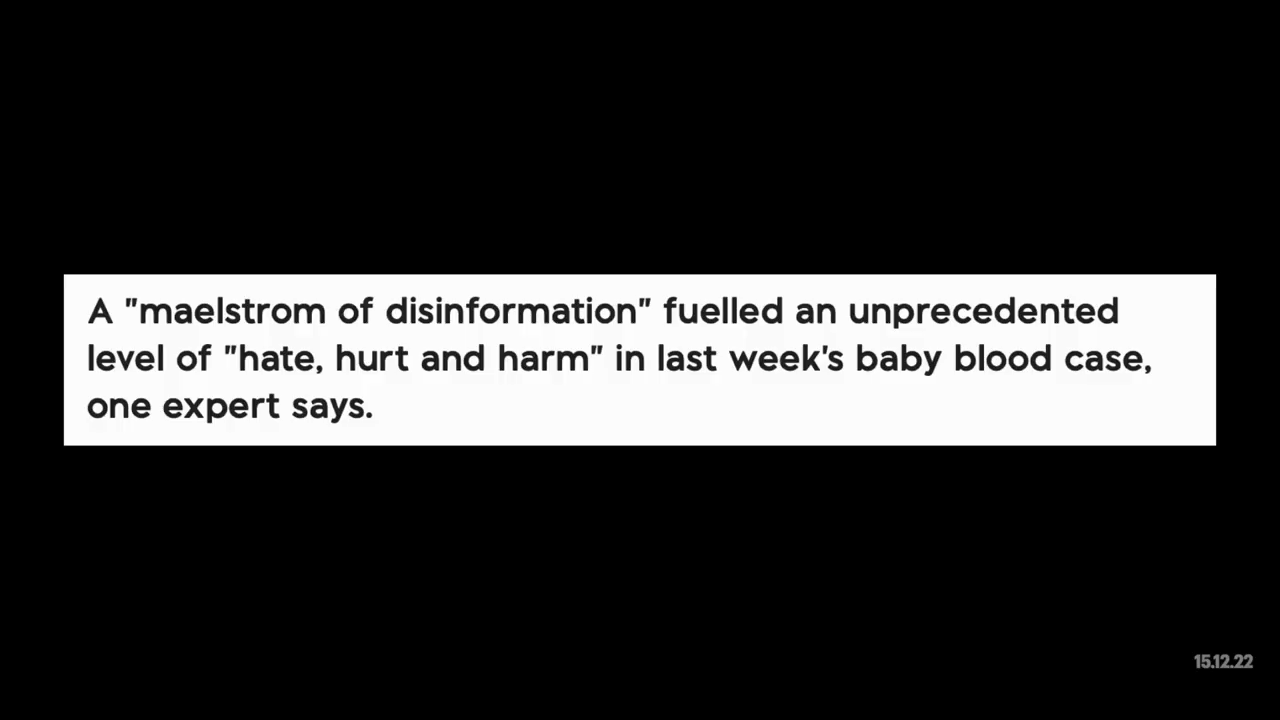 A "maelstrom of disinformation" fuelled an unprecedented
level of "hate, hurt and harm" in last week's baby blood case,
one expert says.
15.12.22